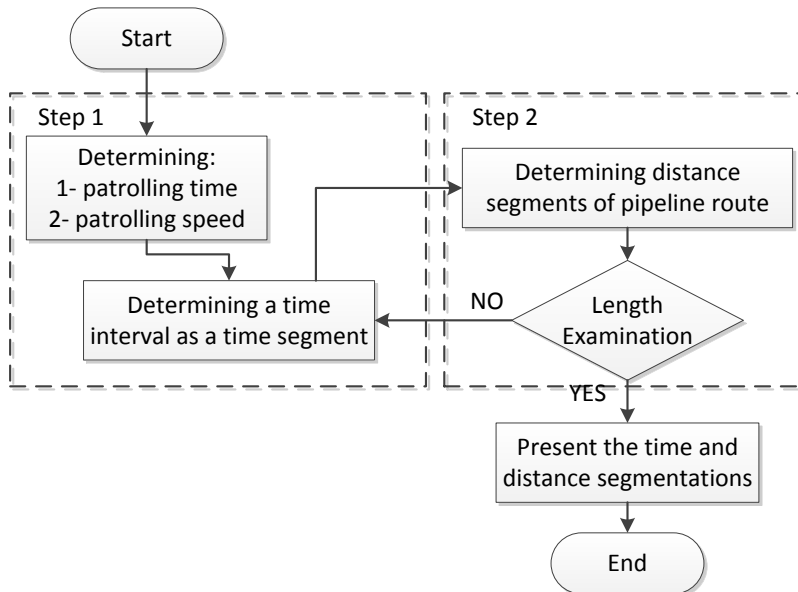 Start
Step 1
Determining:
1- patrolling time
2- patrolling speed
Determining a time
interval as a time segment
Step 2
Determining distance
segments of pipeline route
Length
Examination
NO
YES
Present the time and
distance segmentations
End